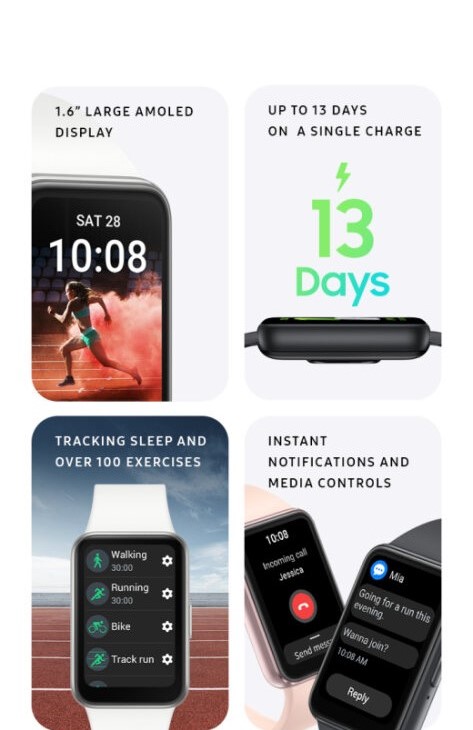 1.6” LARGE AMOLED
DISPLAY
SAT 28
10:08
UP TO 13 DAYS
ON A SINGLE CHARGE
13
Days
TRACKING SLEEP AND
OVER 100 EXERCISES
Walking
30:00
Running
30:00
Bike
Track run
INSTANT
NOTIFICATIONS AND
MEDIA CONTROLS
10:08
Incoming call
Jessica
Send mess
Mia
Going for a run this
evening.
Wanna join?
10:08 AM
Reply